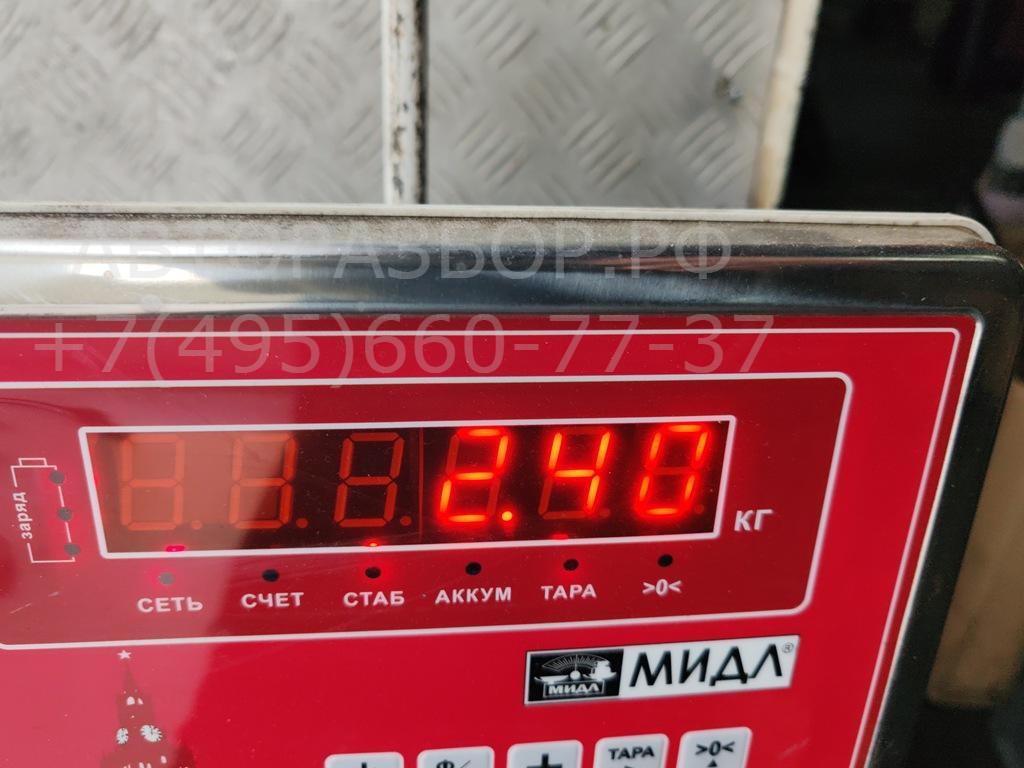 АВТОРАЗБОР.РФ
+7(495)660-77-37
заряд
2.40
КГ
СЕТЬ СЧЕТ СТАБ АККУМ ТАРА >0<
МИДЛ МИДЛ®
ТАРА >0<